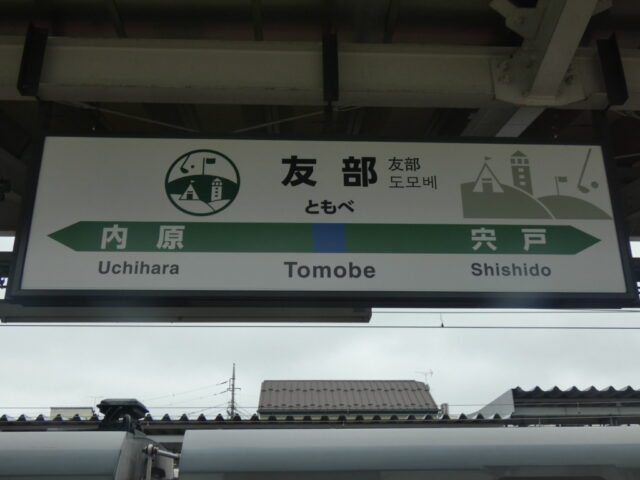 友部
友部
도모베
ともべ
内原
宍戸
Uchihara
Tomobe
Shishido